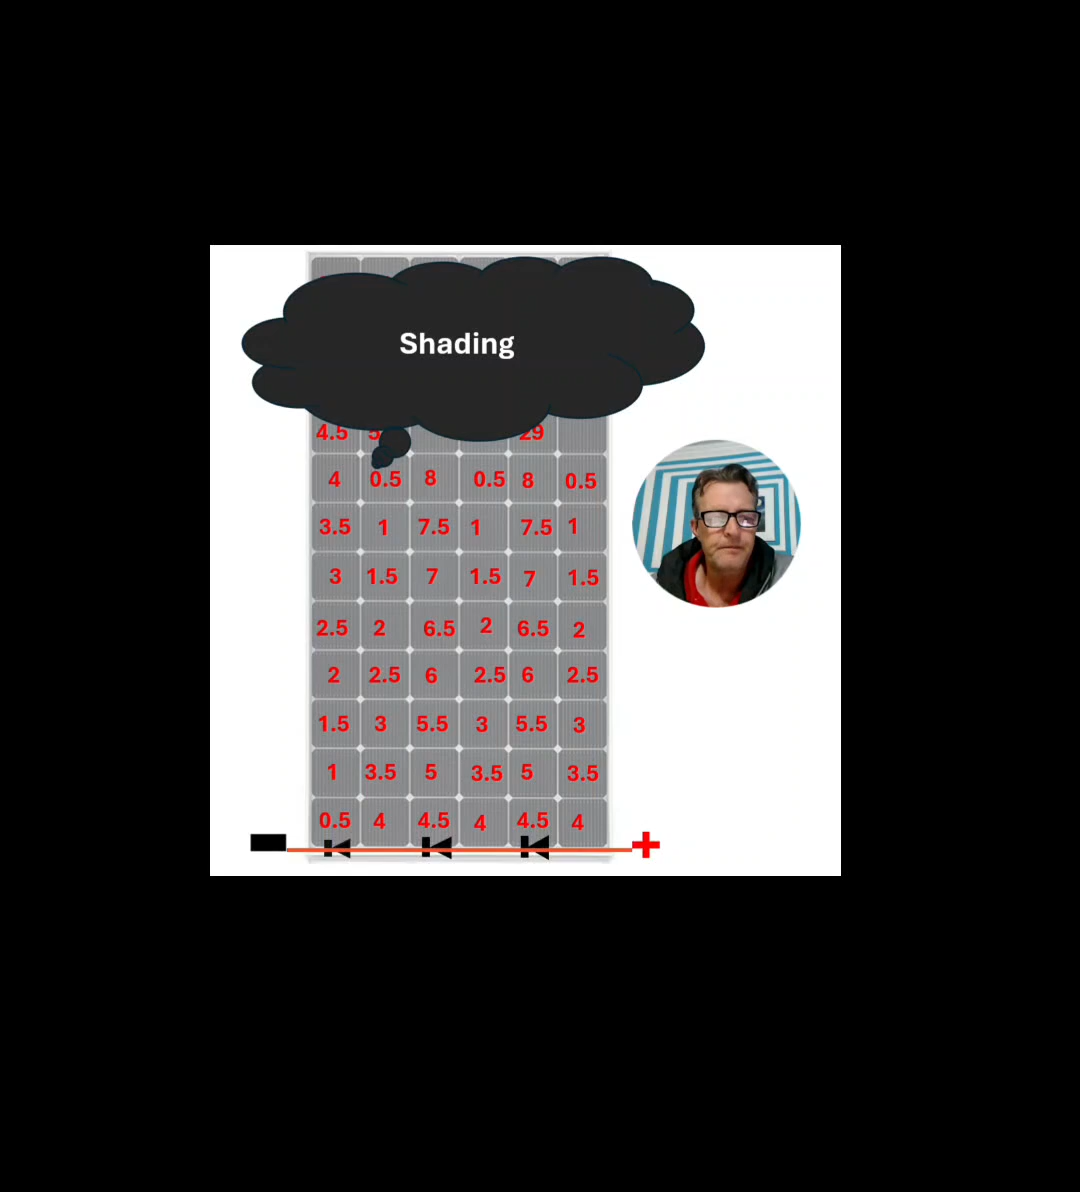 Shading
4.5 5 29
4 0.5 8 0.5 8 0.5
3.5 1 7.5 1 7.5 1
3 1.5 7 1.5 7 1.5
2.5 2 6.5 2 6.5 2
2 2.5 6 2.5 6 2.5
1.5 3 5.5 3 5.5 3
1 3.5 5 3.5 5 3.5
0.5 4 4.5 4 4.5 4
+